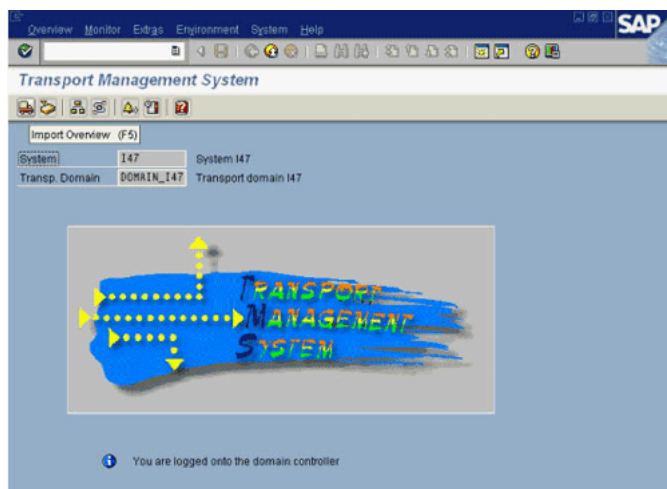 Overview Monitor Extras Environment System Help
SAP
Transport Management System
Import Overview (F5)
System I47 System I47
Transp. Domain DOMAIN_I47 Transport domain I47
TRANSPORT
MANAGEMENT
SYSTEM
You are logged onto the domain controller